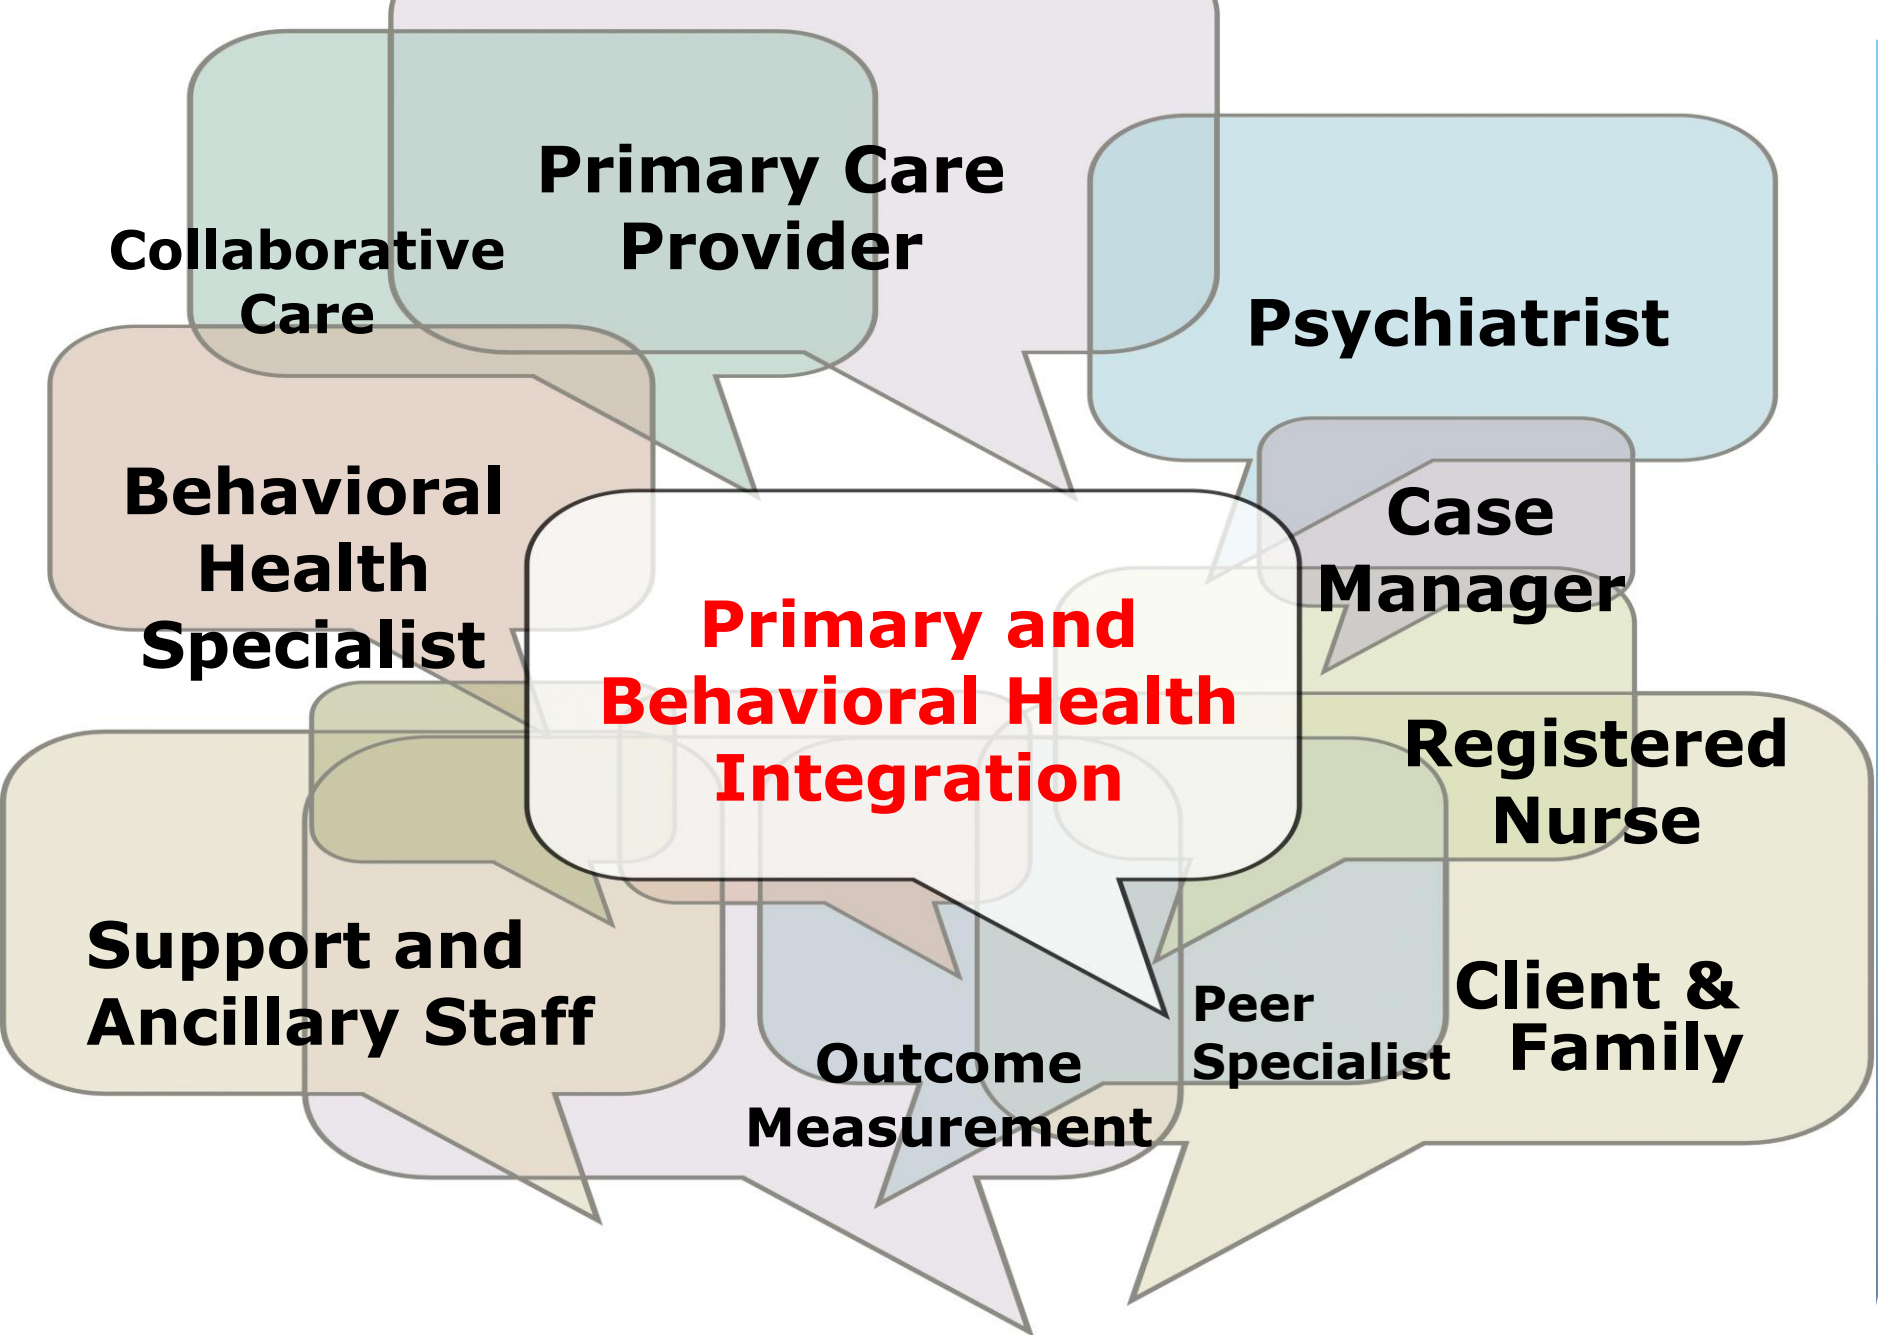 Primary Care
Provider
Collaborative
Care
Psychiatrist
Behavioral
Health
Specialist
Case
Manager
Primary and
Behavioral Health
Integration
Registered
Nurse
Support and
Ancillary Staff
Outcome
Measurement
Peer
Specialist
Client &
Family